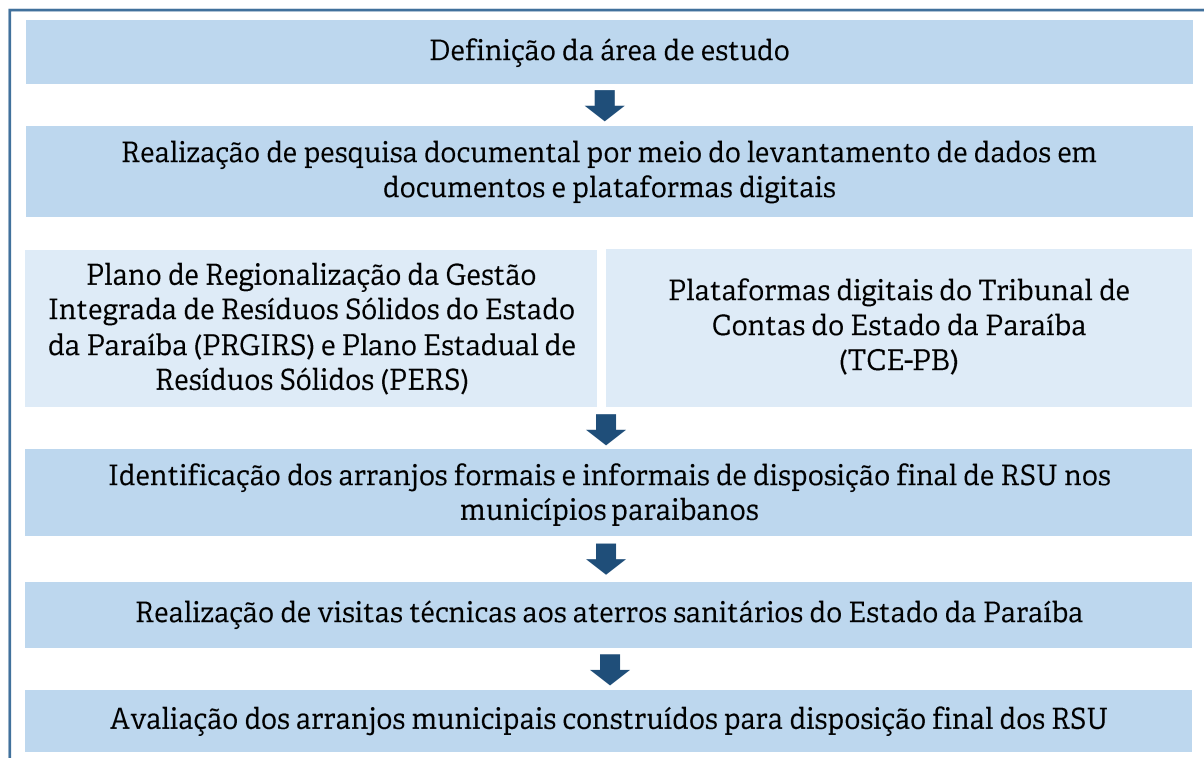 Definição da área de estudo
Realização de pesquisa documental por meio do levantamento de dados em
documentos e plataformas digitais
Plano de Regionalização da Gestão
Integrada de Resíduos Sólidos do Estado
da Paraíba (PRGIRS) e Plano Estadual de
Resíduos Sólidos (PERS)
Plataformas digitais do Tribunal de
Contas do Estado da Paraíba
(TCE-PB)
Identificação dos arranjos formais e informais de disposição final de RSU nos
municípios paraibanos
Realização de visitas técnicas aos aterros sanitários do Estado da Paraíba
Avaliação dos arranjos municipais construídos para disposição final dos RSU